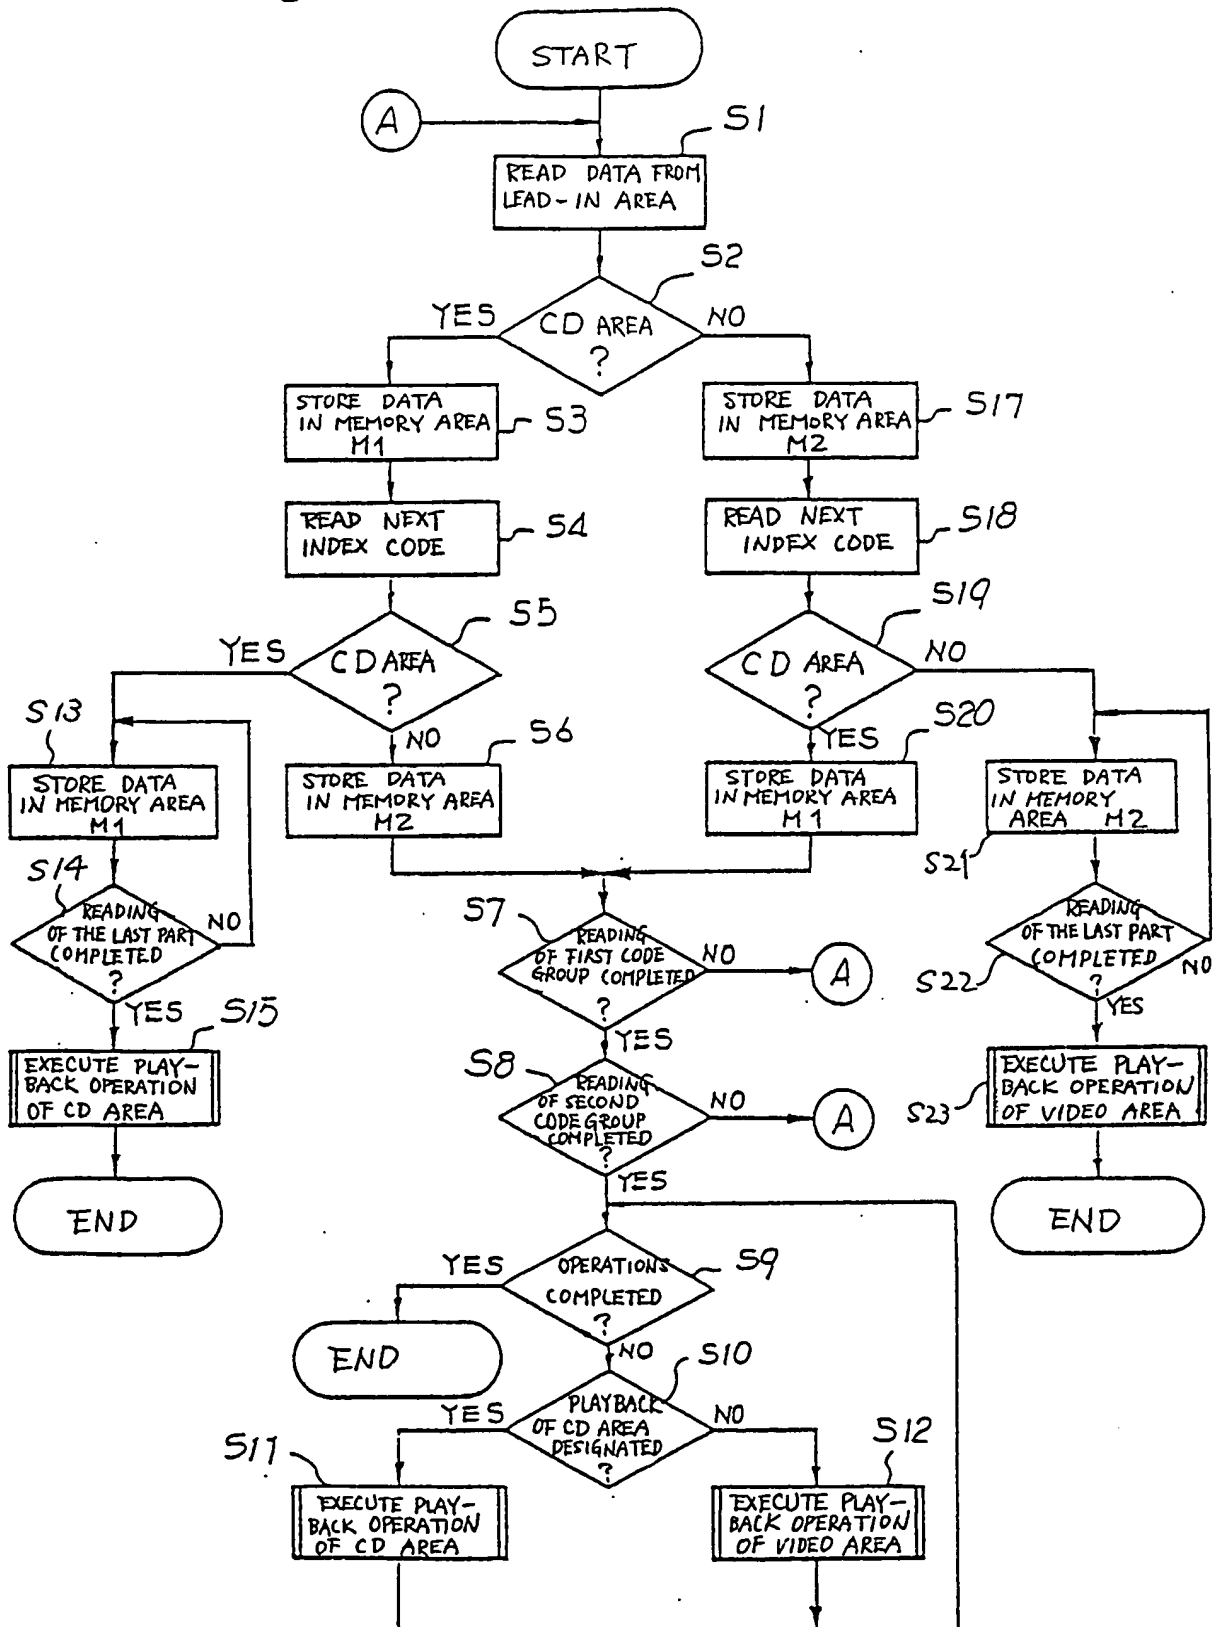 START
A
S1
READ DATA FROM
LEAD-IN AREA
S2
YES
CD AREA
?
NO
STORE DATA
IN MEMORY AREA
M1
S3
STORE DATA
IN MEMORY AREA
M2
S17
READ NEXT
INDEX CODE
S4
READ NEXT
INDEX CODE
S18
S5
YES
CD AREA
?
NO
S19
CD AREA
?
NO
YES
S13
STORE DATA
IN MEMORY AREA
M1
S6
STORE DATA
IN MEMORY AREA
M2
S20
STORE DATA
IN MEMORY AREA
M1
STORE DATA
IN MEMORY
AREA M2
S21
S14
READING
OF THE LAST PART
COMPLETED
?
NO
YES
S7
READING
OF FIRST CODE
GROUP COMPLETED
?
NO
A
YES
READING
OF THE LAST PART
COMPLETED
?
S22
NO
YES
S15
EXECUTE PLAY-
BACK OPERATION
OF CD AREA
S8
READING
OF SECOND
CODE GROUP
COMPLETED
?
NO
A
YES
EXECUTE PLAY-
BACK OPERATION
OF VIDEO AREA
S23
END
END
YES
OPERATIONS
COMPLETED
?
S9
NO
END
S10
YES
PLAYBACK
OF CD AREA
DESIGNATED
?
NO
S11
EXECUTE PLAY-
BACK OPERATION
OF CD AREA
S12
EXECUTE PLAY-
BACK OPERATION
OF VIDEO AREA